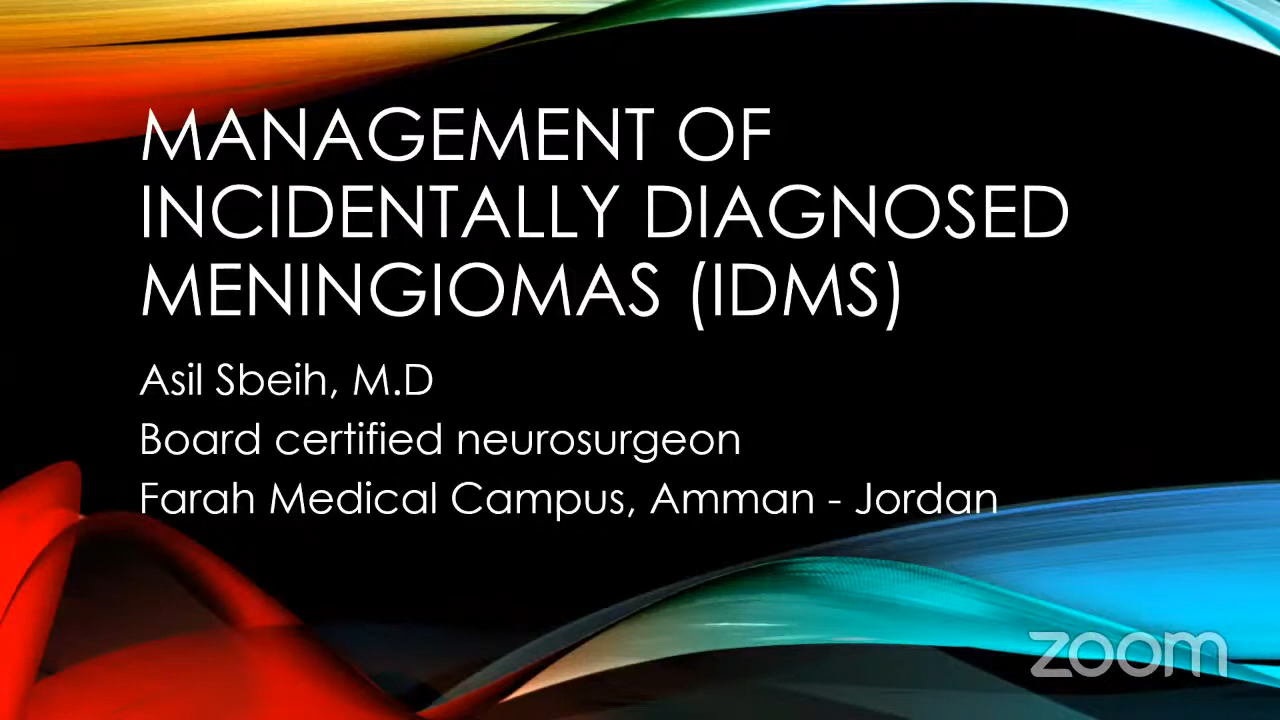 MANAGEMENT OF
INCIDENTALLY DIAGNOSED
MENINGIOMAS (IDMS)
Asil Sbeih, M.D
Board certified neurosurgeon
Farah Medical Campus, Amman - Jordan
zoom